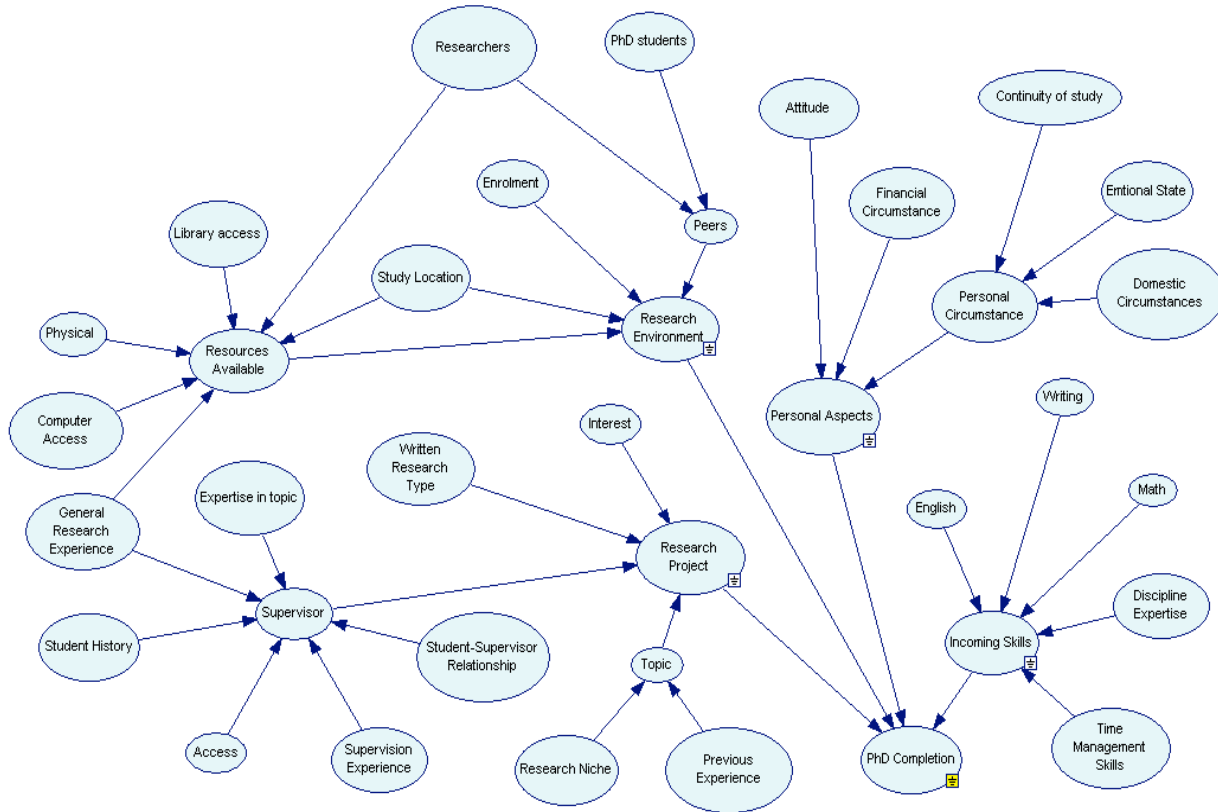 Researchers
PhD students
Attitude
Continuity of study
Enrolment
Financial
Circumstance
Emtional State
Library access
Peers
Study Location
Domestic
Circumstances
Personal
Circumstance
Physical
Research
Environment
Resources
Available
Computer
Access
Personal Aspects
Writing
Interest
Written
Research
Type
Expertise in topic
Math
English
General
Research
Experience
Research
Project
Discipline
Expertise
Supervisor
Student History
Student-Supervisor
Relationship
Incoming Skills
Topic
Access
Supervision
Experience
Research Niche
Previous
Experience
PhD Completion
Time
Management
Skills